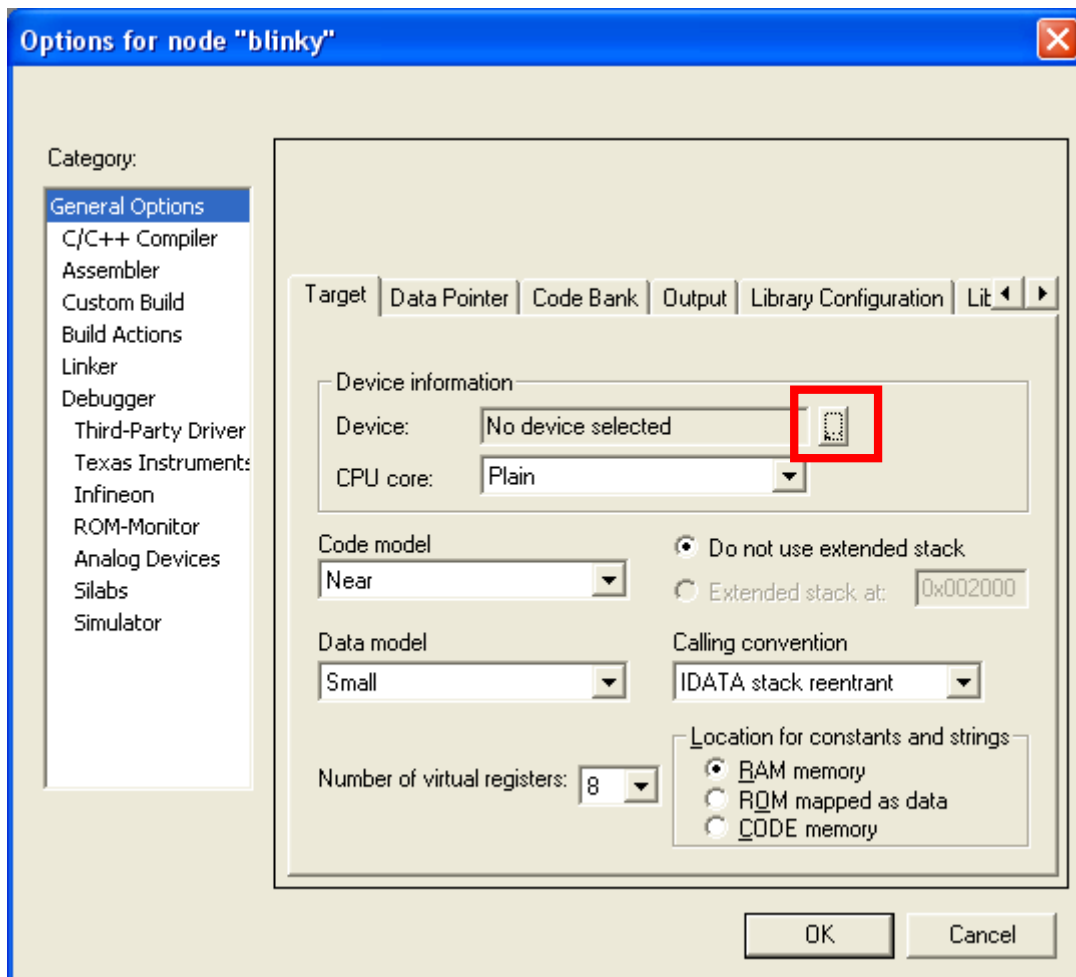 Options for node "blinky"
Category:
General Options
C/C++ Compiler
Assembler
Custom Build
Build Actions
Linker
Debugger
Third-Party Driver
Texas Instruments
Infineon
ROM-Monitor
Analog Devices
Silabs
Simulator
Target Data Pointer Code Bank Output Library Configuration Lib
Device information
Device: No device selected
CPU core: Plain
Code model
Near
Do not use extended stack
Extended stack at: 0x002000
Data model
Small
Calling convention
IDATA stack reentrant
Number of virtual registers: 8
Location for constants and strings
RAM memory
ROM mapped as data
CODE memory
OK Cancel